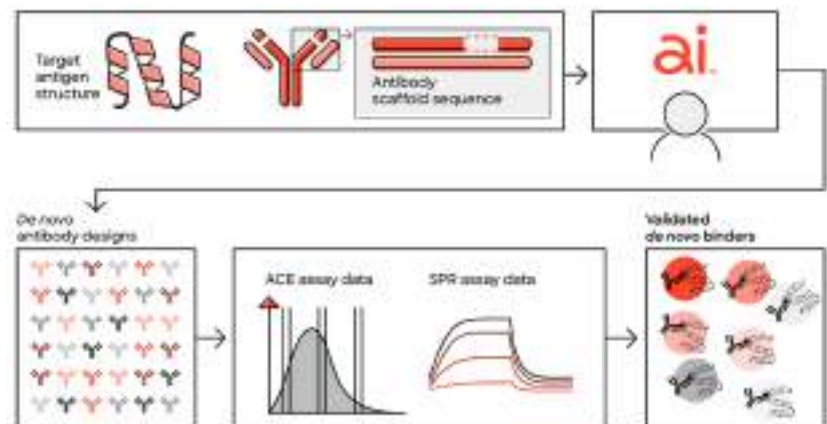 Target
antigen
structure
Antibody
scaffold sequence
ai
De novo
antibody designs
ACE assay data
SPR assay data
Validated
de novo binders